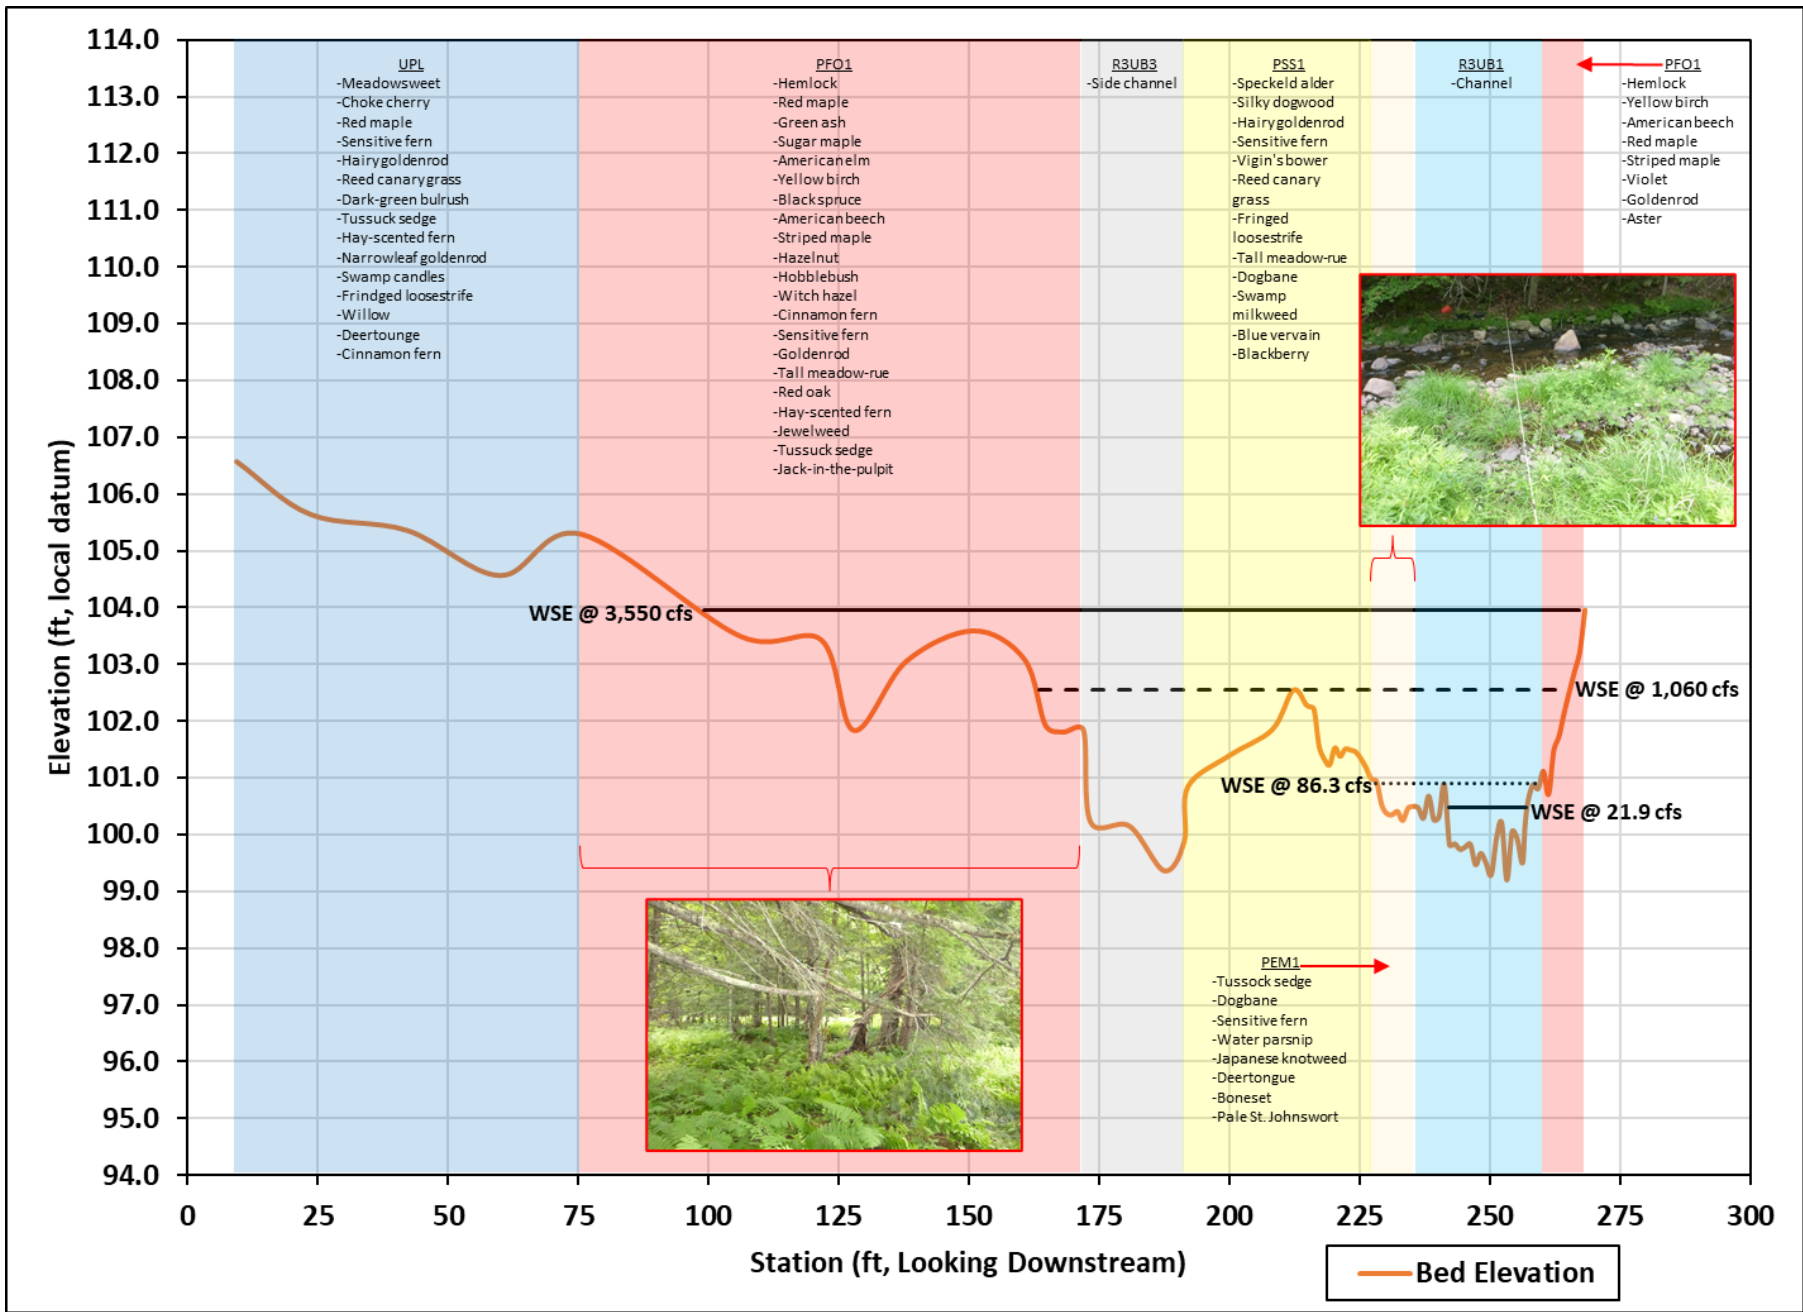 114.0
113.0
112.0
111.0
110.0
109.0
108.0
107.0
106.0
105.0
104.0
103.0
102.0
101.0
100.0
99.0
98.0
97.0
96.0
95.0
94.0
Elevation (ft, local datum)
UPL
-Meadowsweet
-Choke cherry
-Red maple
-Sensitive fern
-Hairy goldenrod
-Reed canary grass
-Dark-green bulrush
-Tussuck sedge
-Hay-scented fern
-Narrowleaf goldenrod
-Swamp candles
-Frindged loosestrife
-Willow
-Deertounge
-Cinnamon fern
PFO1
-Hemlock
-Red maple
-Green ash
-Sugar maple
-American elm
-Yellow birch
-Black spruce
-American beech
-Striped maple
-Hazelnut
-Hobblebush
-Witch hazel
-Cinnamon fern
-Sensitive fern
-Goldenrod
-Tall meadow-rue
-Red oak
-Hay-scented fern
-Jewelweed
-Tussuck sedge
-Jack-in-the-pulpit
R3UB3
-Side channel
PSS1
-Speckeld alder
-Silky dogwood
-Hairy goldenrod
-Sensitive fern
-Vigin's bower
-Reed canary
grass
-Fringed
loosestrife
-Tall meadow-rue
-Dogbane
-Swamp
milkweed
-Blue vervain
-Blackberry
R3UB1
-Channel
PFO1
-Hemlock
-Yellow birch
-American beech
-Red maple
-Striped maple
-Violet
-Goldenrod
-Aster
WSE @ 3,550 cfs
WSE @ 1,060 cfs
WSE @ 86.3 cfs
WSE @ 21.9 cfs
PEM1
-Tussock sedge
-Dogbane
-Sensitive fern
-Water parsnip
-Japanese knotweed
-Deertongue
-Boneset
-Pale St. Johnswort
0 25 50 75 100 125 150 175 200 225 250 275 300
Station (ft, Looking Downstream)
Bed Elevation